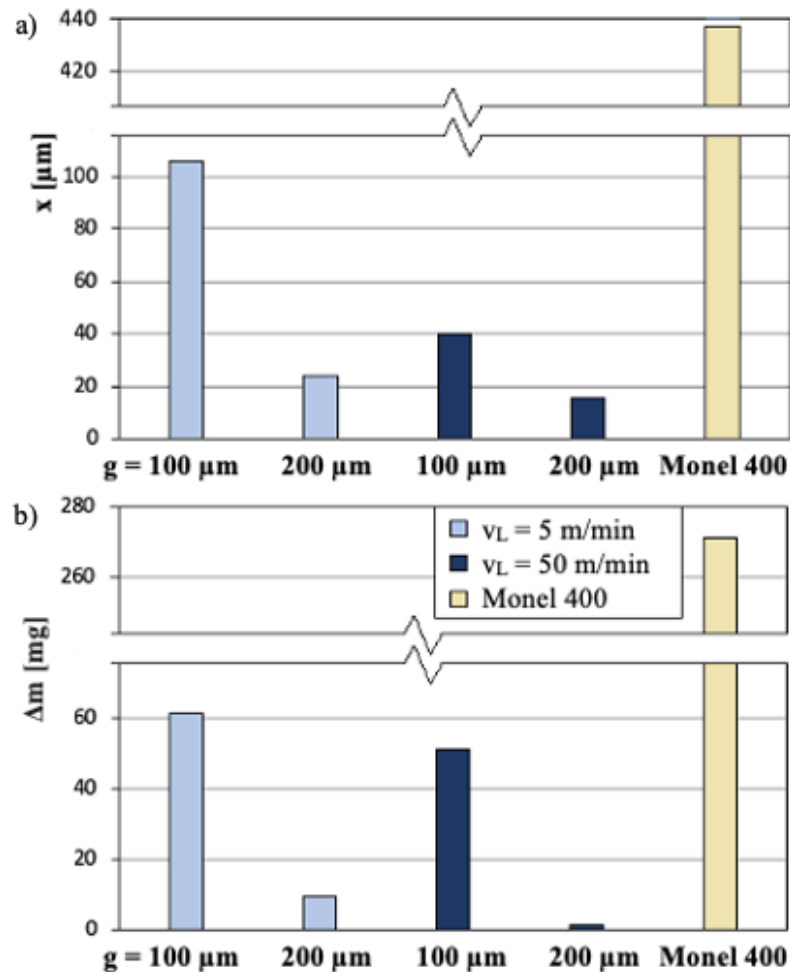 a)
440
420
x [µm]
100
80
60
40
20
0
g = 100 µm 200 µm 100 µm 200 µm Monel 400
b)
280
260
v_L = 5 m/min
v_L = 50 m/min
Monel 400
Δm [mg]
60
40
20
0
g = 100 µm 200 µm 100 µm 200 µm Monel 400